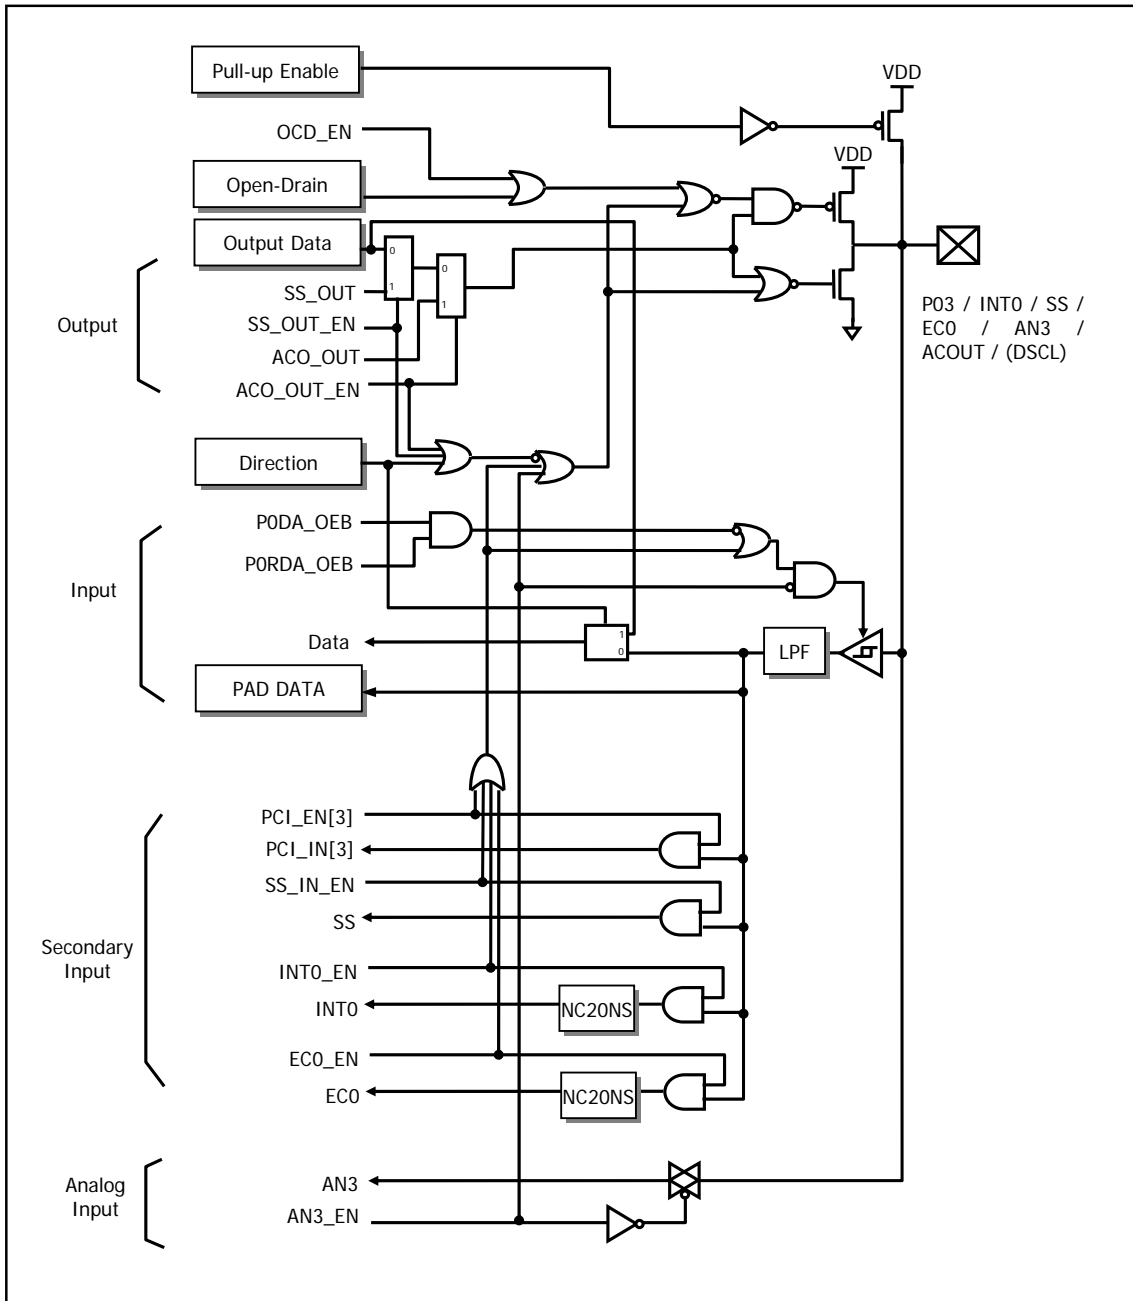 Pull-up Enable
VDD
OCD_EN
VDD
Open-Drain
Output Data
0
0
1
SS_OUT
1
P03 / INT0 / SS /
EC0 / AN3 /
ACOUT / (DSCL)
Output
SS_OUT_EN
ACO_OUT
ACO_OUT_EN
Direction
P0DA_OEB
P0RDA_OEB
Input
Data
1
0
LPF
PAD DATA
PCI_EN[3]
PCI_IN[3]
SS_IN_EN
SS
Secondary
Input
INT0_EN
INT0
NC20NS
EC0_EN
EC0
NC20NS
Analog
Input
AN3
AN3_EN